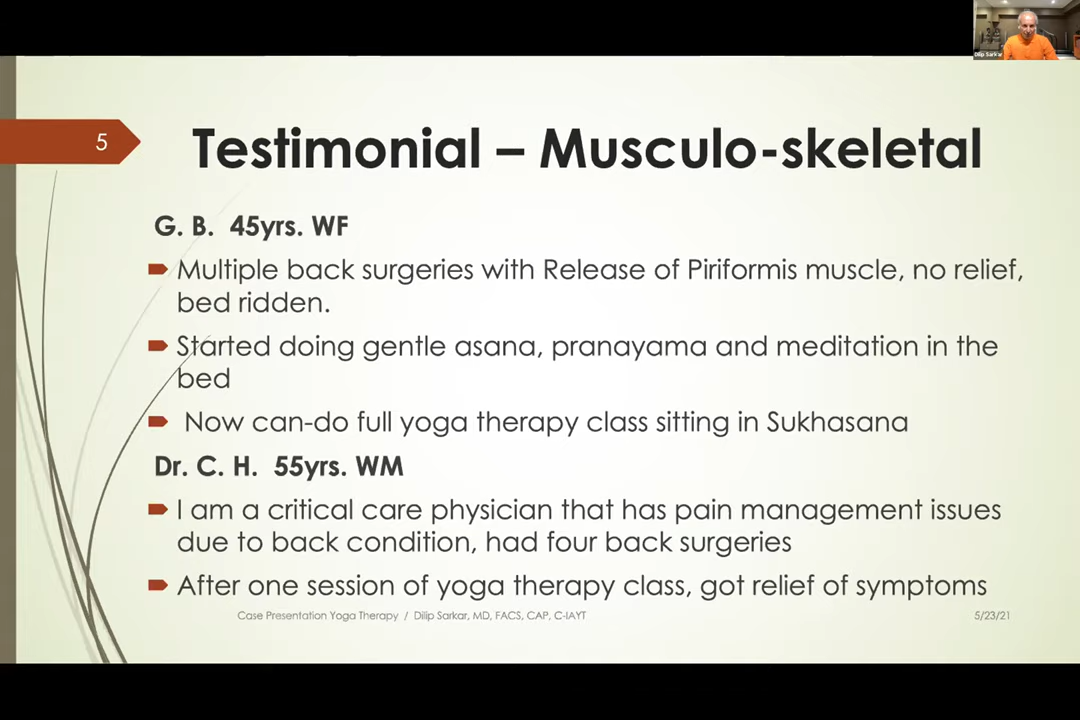 Dilip Sarkar
5
Testimonial – Musculo-skeletal
G. B. 45yrs. WF
Multiple back surgeries with Release of Piriformis muscle, no relief,
bed ridden.
Started doing gentle asana, pranayama and meditation in the
bed
Now can-do full yoga therapy class sitting in Sukhasana
Dr. C. H. 55yrs. WM
I am a critical care physician that has pain management issues
due to back condition, had four back surgeries
After one session of yoga therapy class, got relief of symptoms
Case Presentation Yoga Therapy / Dilip Sarkar, MD, FACS, CAP, C-IAYT
5/23/21